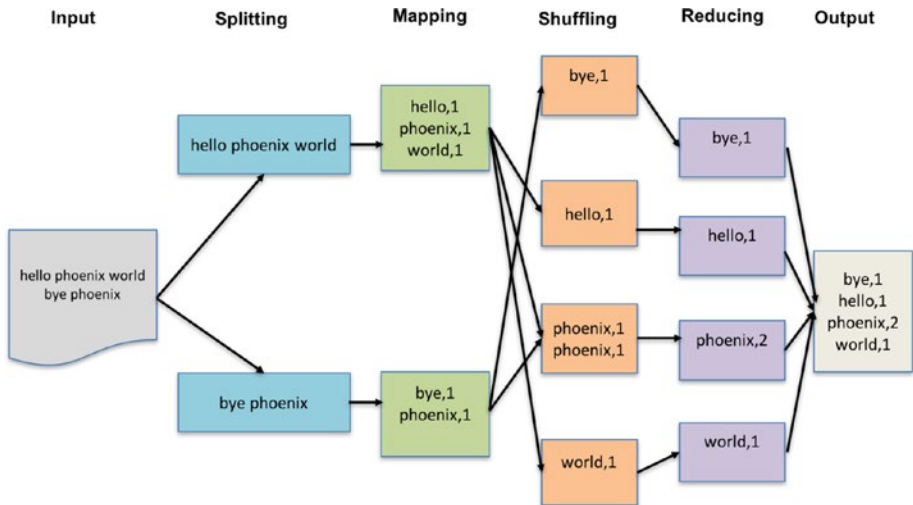 Input
Splitting
Mapping
Shuffling
Reducing
Output
hello phoenix world
bye phoenix
hello phoenix world
bye phoenix
hello,1
phoenix,1
world,1
bye,1
phoenix,1
bye,1
hello,1
phoenix,1
phoenix,1
world,1
bye,1
hello,1
phoenix,2
world,1
bye,1
hello,1
phoenix,2
world,1